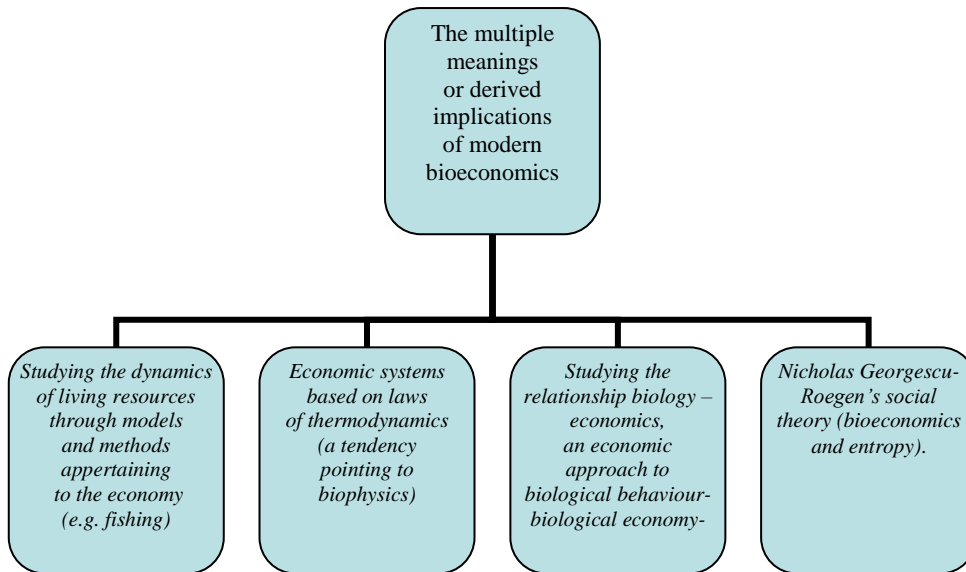 The multiple
meanings
or derived
implications
of modern
bioeconomics
Studying the dynamics
of living resources
through models
and methods
appertaining
to the economy
(e.g. fishing)
Economic systems
based on laws
of thermodynamics
(a tendency
pointing to
biophysics)
Studying the
relationship biology –
economics,
an economic
approach to
biological behaviour-
biological economy-
Nicholas Georgescu-
Roegen’s social
theory (bioeconomics
and entropy).